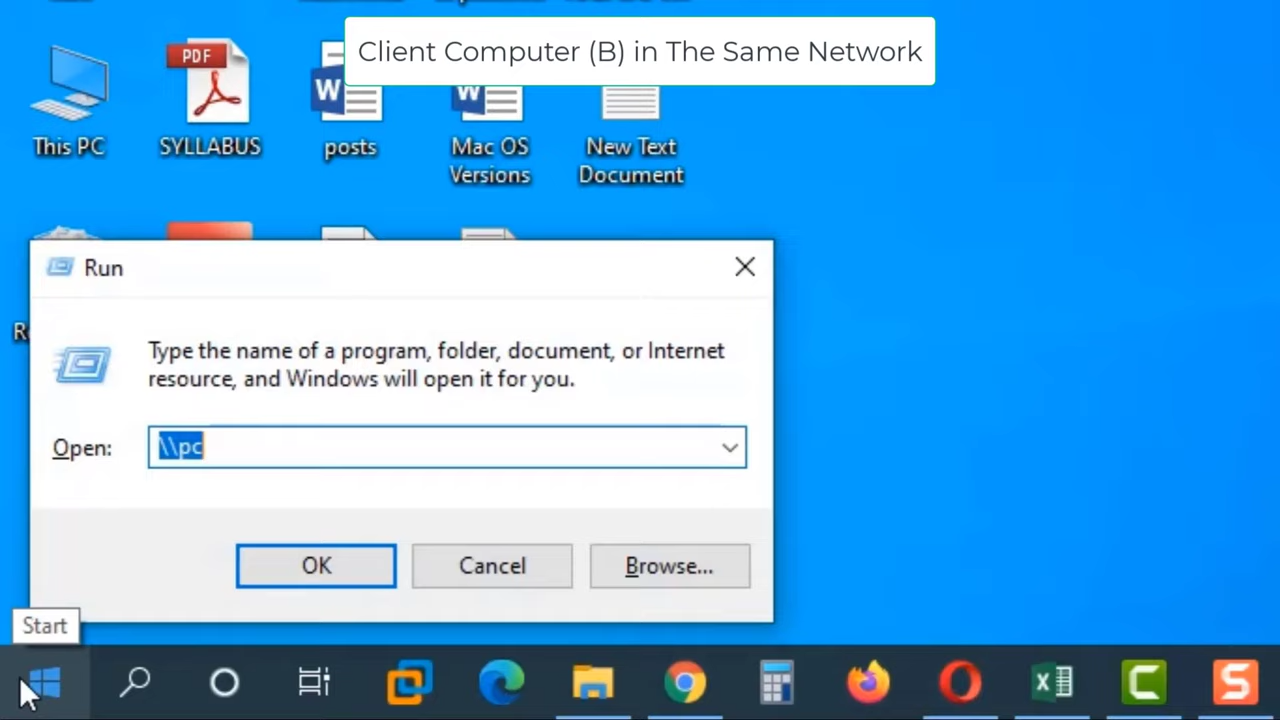 Client Computer (B) in The Same Network
PDF
W
W
This PC
SYLLABUS
posts
Mac OS
Versions
New Text
Document
Run
Type the name of a program, folder, document, or Internet
resource, and Windows will open it for you.
Open:
\\pc
OK
Cancel
Browse...
Start